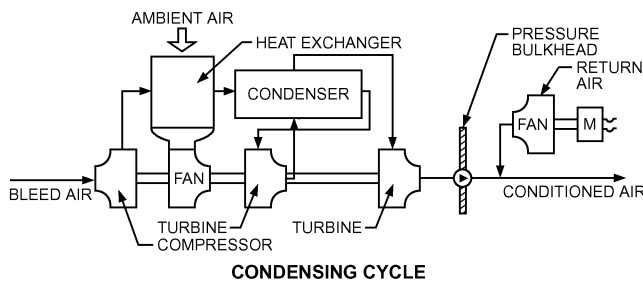 AMBIENT AIR
HEAT EXCHANGER
PRESSURE
BULKHEAD
RETURN
AIR
CONDENSER
FAN
M
FAN
BLEED AIR
CONDITIONED AIR
TURBINE
COMPRESSOR
TURBINE
CONDENSING CYCLE